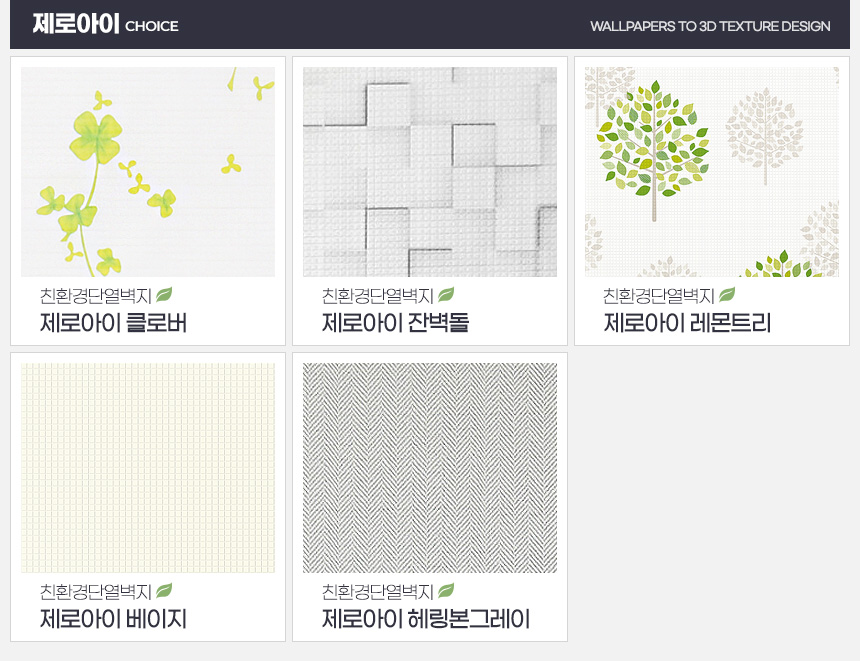 제로아이 CHOICE
WALLPAPERS TO 3D TEXTURE DESIGN
친환경단열벽지
제로아이 클로버
친환경단열벽지
제로아이 잔벽돌
친환경단열벽지
제로아이 레몬트리
친환경단열벽지
제로아이 베이지
친환경단열벽지
제로아이 헤링본그레이